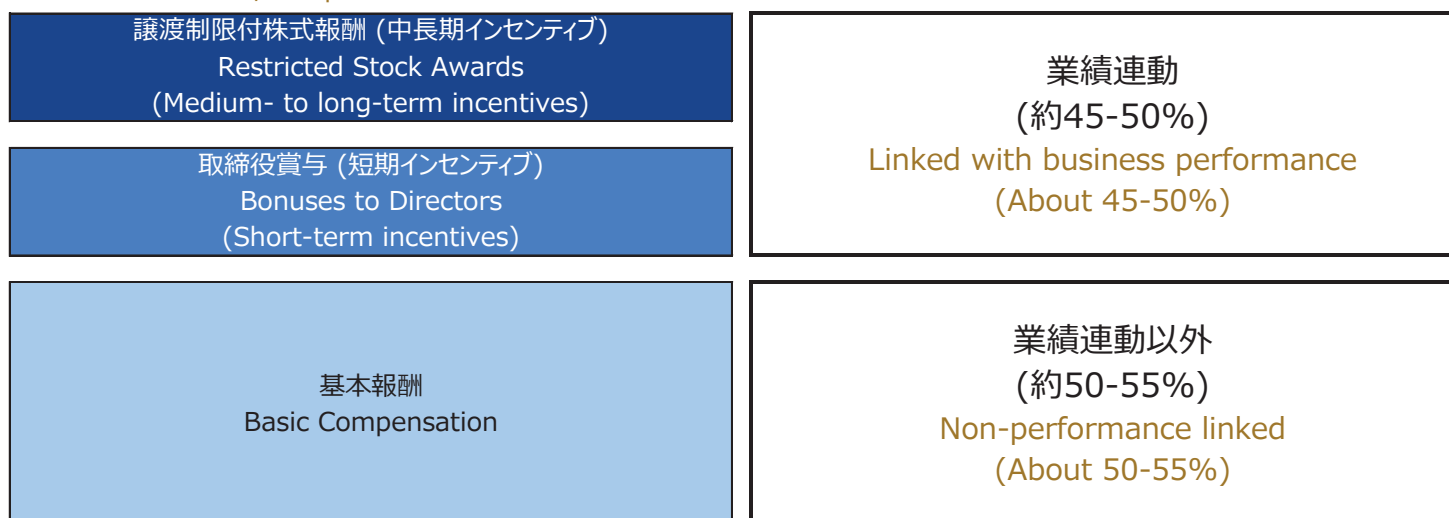 譲渡制限付株式報酬 (中長期インセンティブ)
Restricted Stock Awards
(Medium- to long-term incentives)
取締役賞与 (短期インセンティブ)
Bonuses to Directors
(Short-term incentives)
基本報酬
Basic Compensation
業績連動
(約45-50%)
Linked with business performance
(About 45-50%)
業績連動以外
(約50-55%)
Non-performance linked
(About 50-55%)